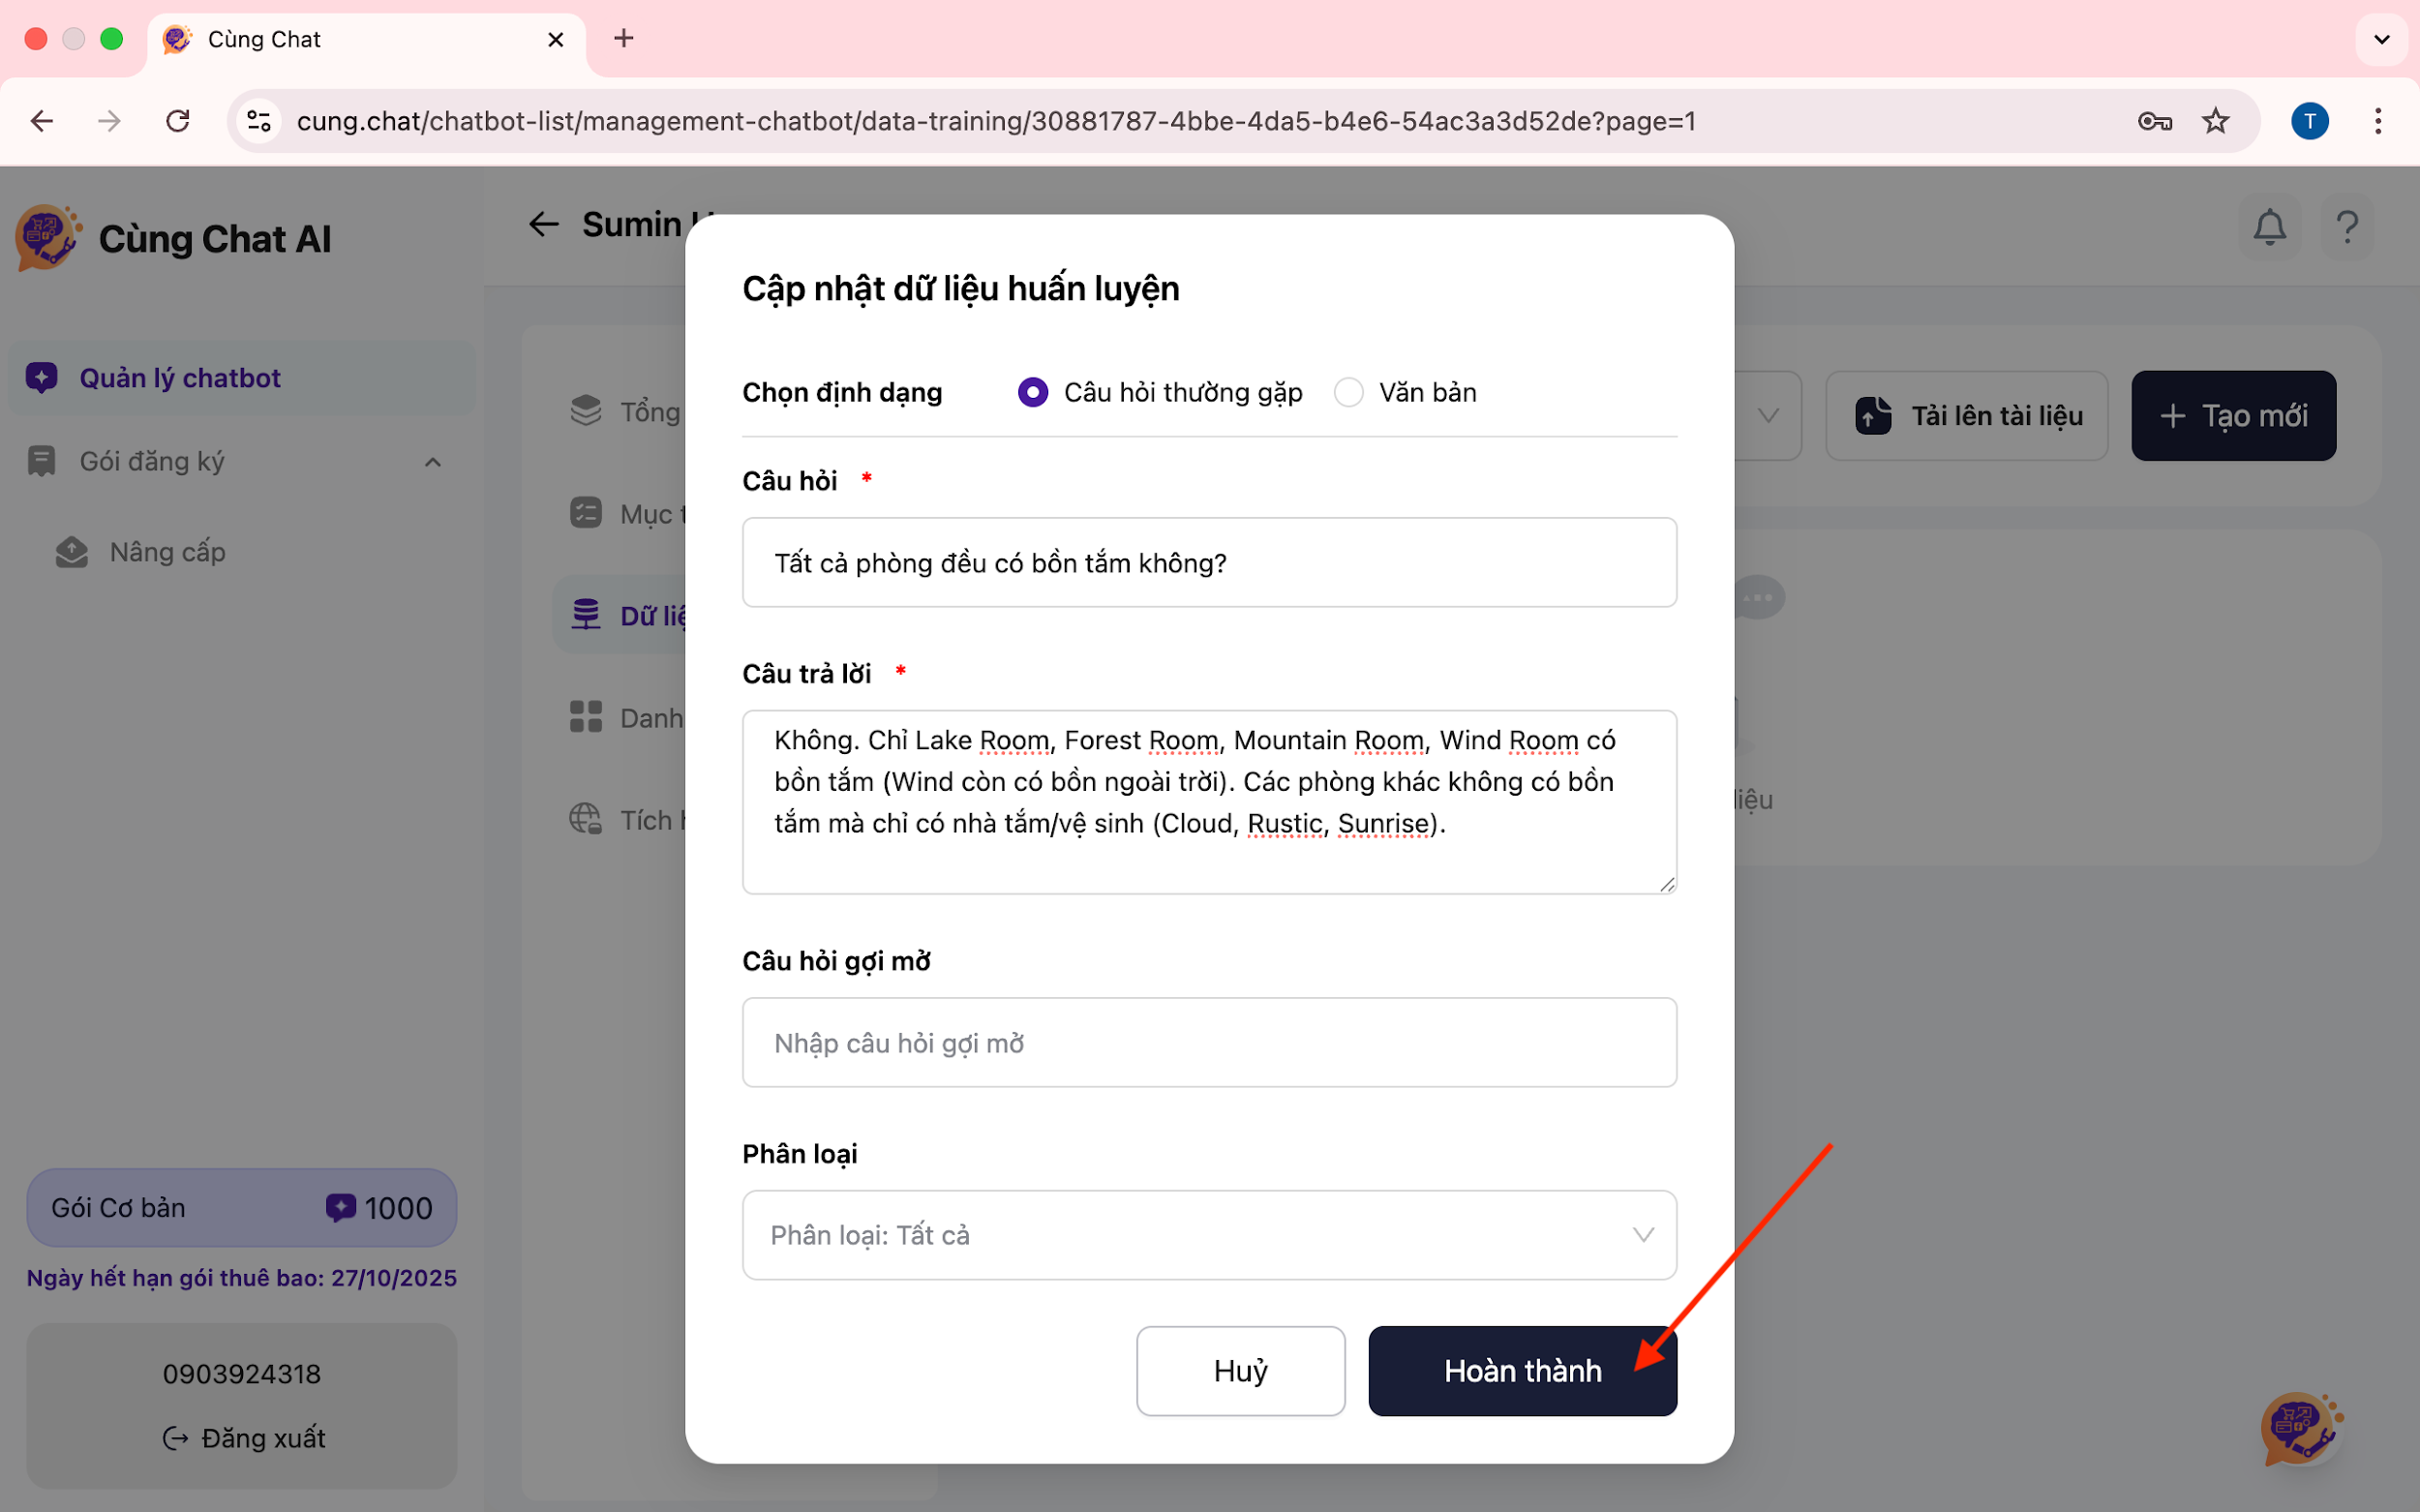 Cùng Chat
cung.chat/chatbot-list/management-chatbot/data-training/30881787-4bbe-4da5-b4e6-54ac3a3d52de?page=1
T
Cùng Chat AI
Quản lý chatbot
Gói đăng ký
Nâng cấp
Gói Cơ bản 1000
Ngày hết hạn gói thuê bao: 27/10/2025
0903924318
Đăng xuất
Sumin
Tổng
Mục
Dữ
Danh
Tích
Tải lên tài liệu
+ Tạo mới
liệu
Cập nhật dữ liệu huấn luyện
Chọn định dạng Câu hỏi thường gặp Văn bản
Câu hỏi *
Tất cả phòng đều có bồn tắm không?
Câu trả lời *
Không. Chỉ Lake Room, Forest Room, Mountain Room, Wind Room có
bồn tắm (Wind còn có bồn ngoài trời). Các phòng khác không có bồn
tắm mà chỉ có nhà tắm/vệ sinh (Cloud, Rustic, Sunrise).
Câu hỏi gợi mở
Nhập câu hỏi gợi mở
Phân loại
Phân loại: Tất cả
Huỷ
Hoàn thành